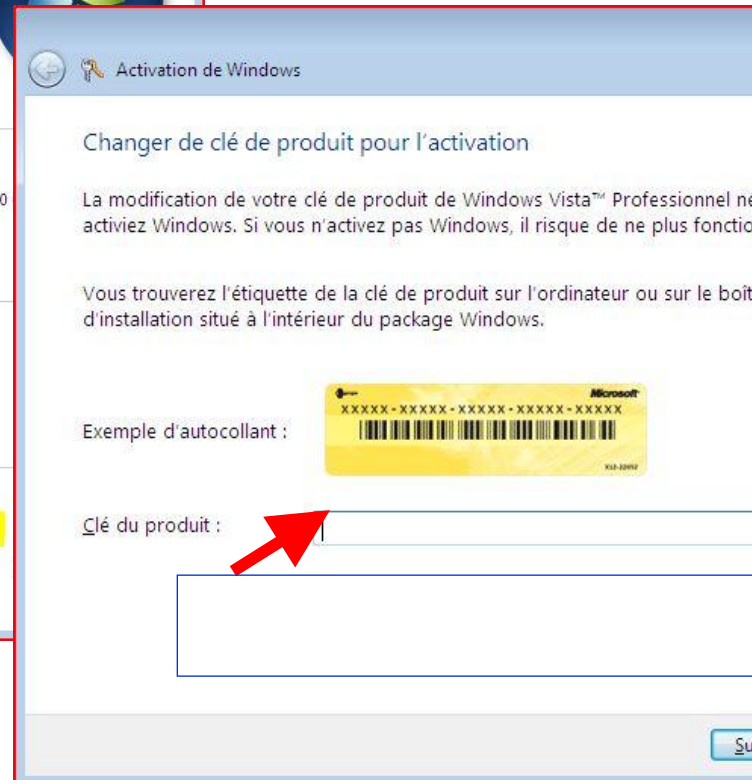 Activation de Windows
Changer de clé de produit pour l'activation
La modification de votre clé de produit de Windows Vista™ Professionnel né
activiez Windows. Si vous n'activez pas Windows, il risque de ne plus fonctio
Vous trouverez l'étiquette de la clé de produit sur l'ordinateur ou sur le boît
d'installation situé à l'intérieur du package Windows.
Microsoft
XXXXX-XXXXX-XXXXX-XXXXX-XXXXX
Exemple d'autocollant :
Clé du produit :
Su